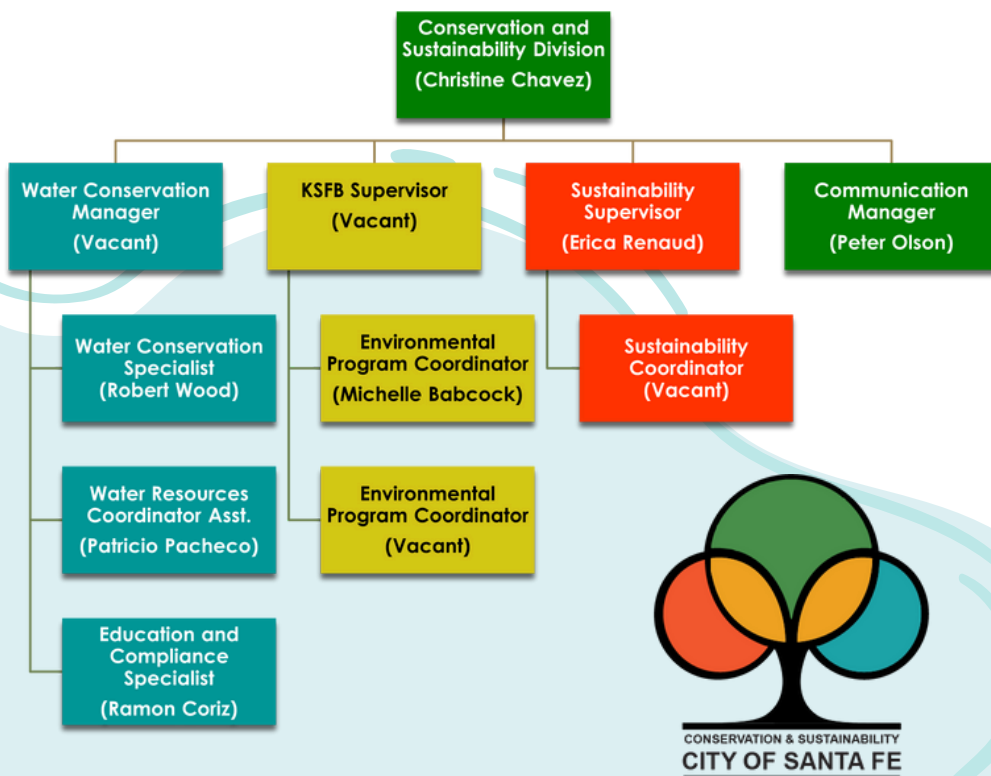 Conservation and
Sustainability Division
(Christine Chavez)
Water Conservation
Manager
(Vacant)
KSFB Supervisor
(Vacant)
Sustainability
Supervisor
(Erica Renaud)
Communication
Manager
(Peter Olson)
Water Conservation
Specialist
(Robert Wood)
Environmental
Program Coordinator
(Michelle Babcock)
Sustainability
Coordinator
(Vacant)
Water Resources
Coordinator Asst.
(Patricio Pacheco)
Environmental
Program Coordinator
(Vacant)
Education and
Compliance
Specialist
(Ramon Coriz)
CONSERVATION & SUSTAINABILITY
CITY OF SANTA FE